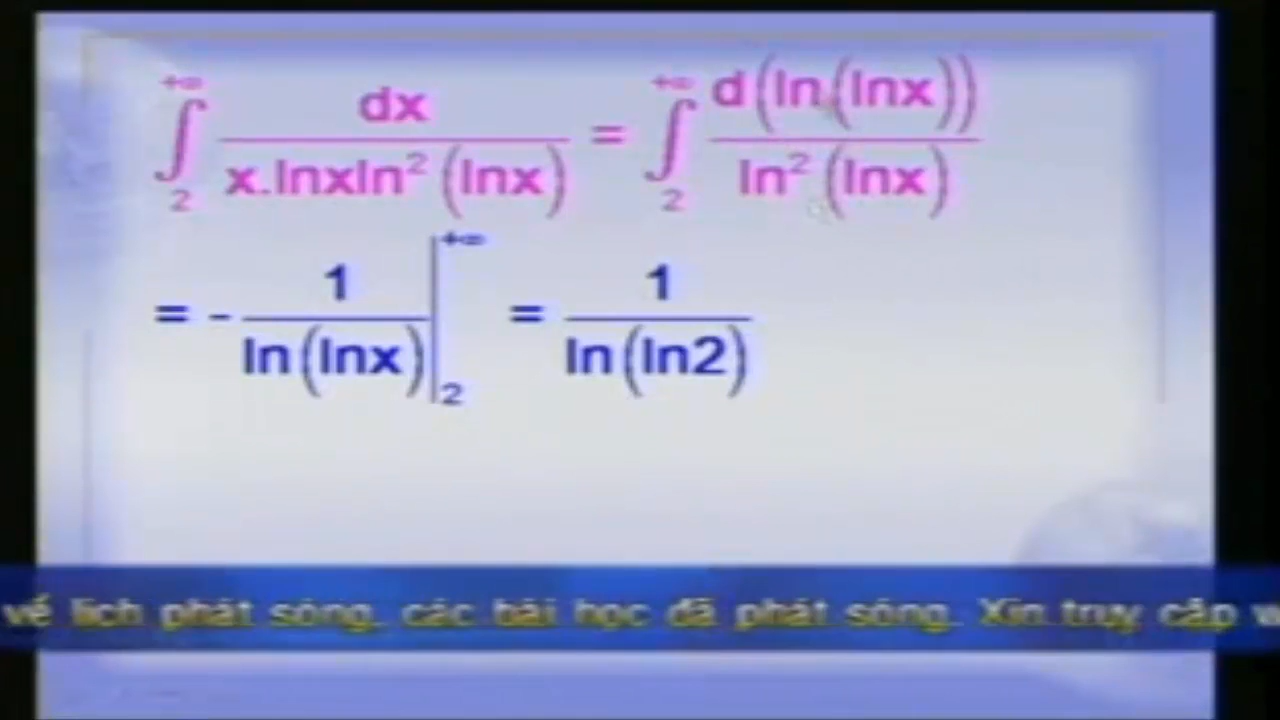 ∫₂^{+∞} dx / (x.lnxln² (lnx)) = ∫₂^{+∞} d(ln(lnx)) / (ln² (lnx))
= - 1 / (ln(lnx)) |₂^{+∞} = 1 / (ln(ln2))
về lịch phát sóng, các bài học đã phát sóng. Xin truy cập w